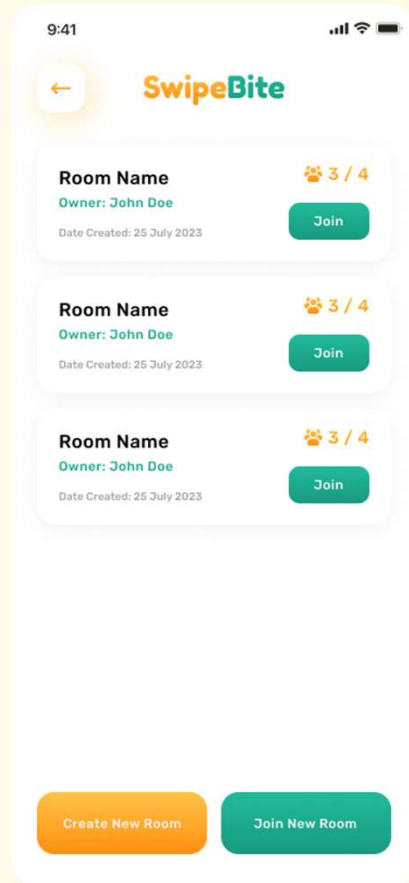 9:41
SwipeBite
Room Name
3 / 4
Owner: John Doe
Join
Date Created: 25 July 2023
Room Name
3 / 4
Owner: John Doe
Join
Date Created: 25 July 2023
Room Name
3 / 4
Owner: John Doe
Join
Date Created: 25 July 2023
Create New Room
Join New Room